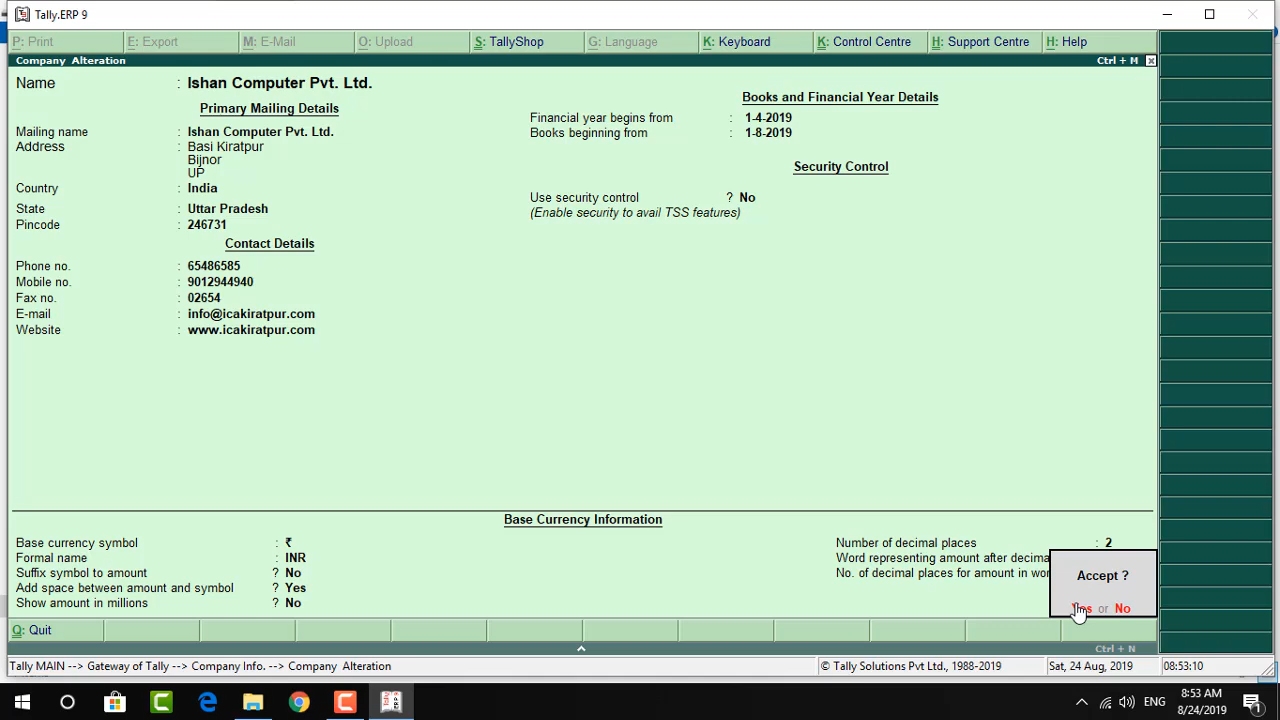 Tally.ERP 9
P: Print E: Export M: E-Mail O: Upload S: TallyShop G: Language K: Keyboard K: Control Centre H: Support Centre H: Help
Company Alteration Ctrl + M
Name : Ishan Computer Pvt. Ltd.
Primary Mailing Details
Mailing name : Ishan Computer Pvt. Ltd.
Address : Basi Kiratpur
Bijnor
UP
Country : India
State : Uttar Pradesh
Pincode : 246731
Contact Details
Phone no. : 65486585
Mobile no. : 9012944940
Fax no. : 02654
E-mail : info@icakiratpur.com
Website : www.icakiratpur.com
Books and Financial Year Details
Financial year begins from : 1-4-2019
Books beginning from : 1-8-2019
Security Control
Use security control ? No
(Enable security to avail TSS features)
Base Currency Information
Base currency symbol : ₹
Formal name : INR
Suffix symbol to amount ? No
Add space between amount and symbol ? Yes
Show amount in millions ? No
Number of decimal places : 2
Word representing amount after decima
No. of decimal places for amount in wor
Accept ?
Yes or No
Q: Quit
Ctrl + N
Tally MAIN --> Gateway of Tally --> Company Info. --> Company Alteration © Tally Solutions Pvt Ltd., 1988-2019 Sat, 24 Aug, 2019 08:53:10
ENG 8:53 AM
8/24/2019 1